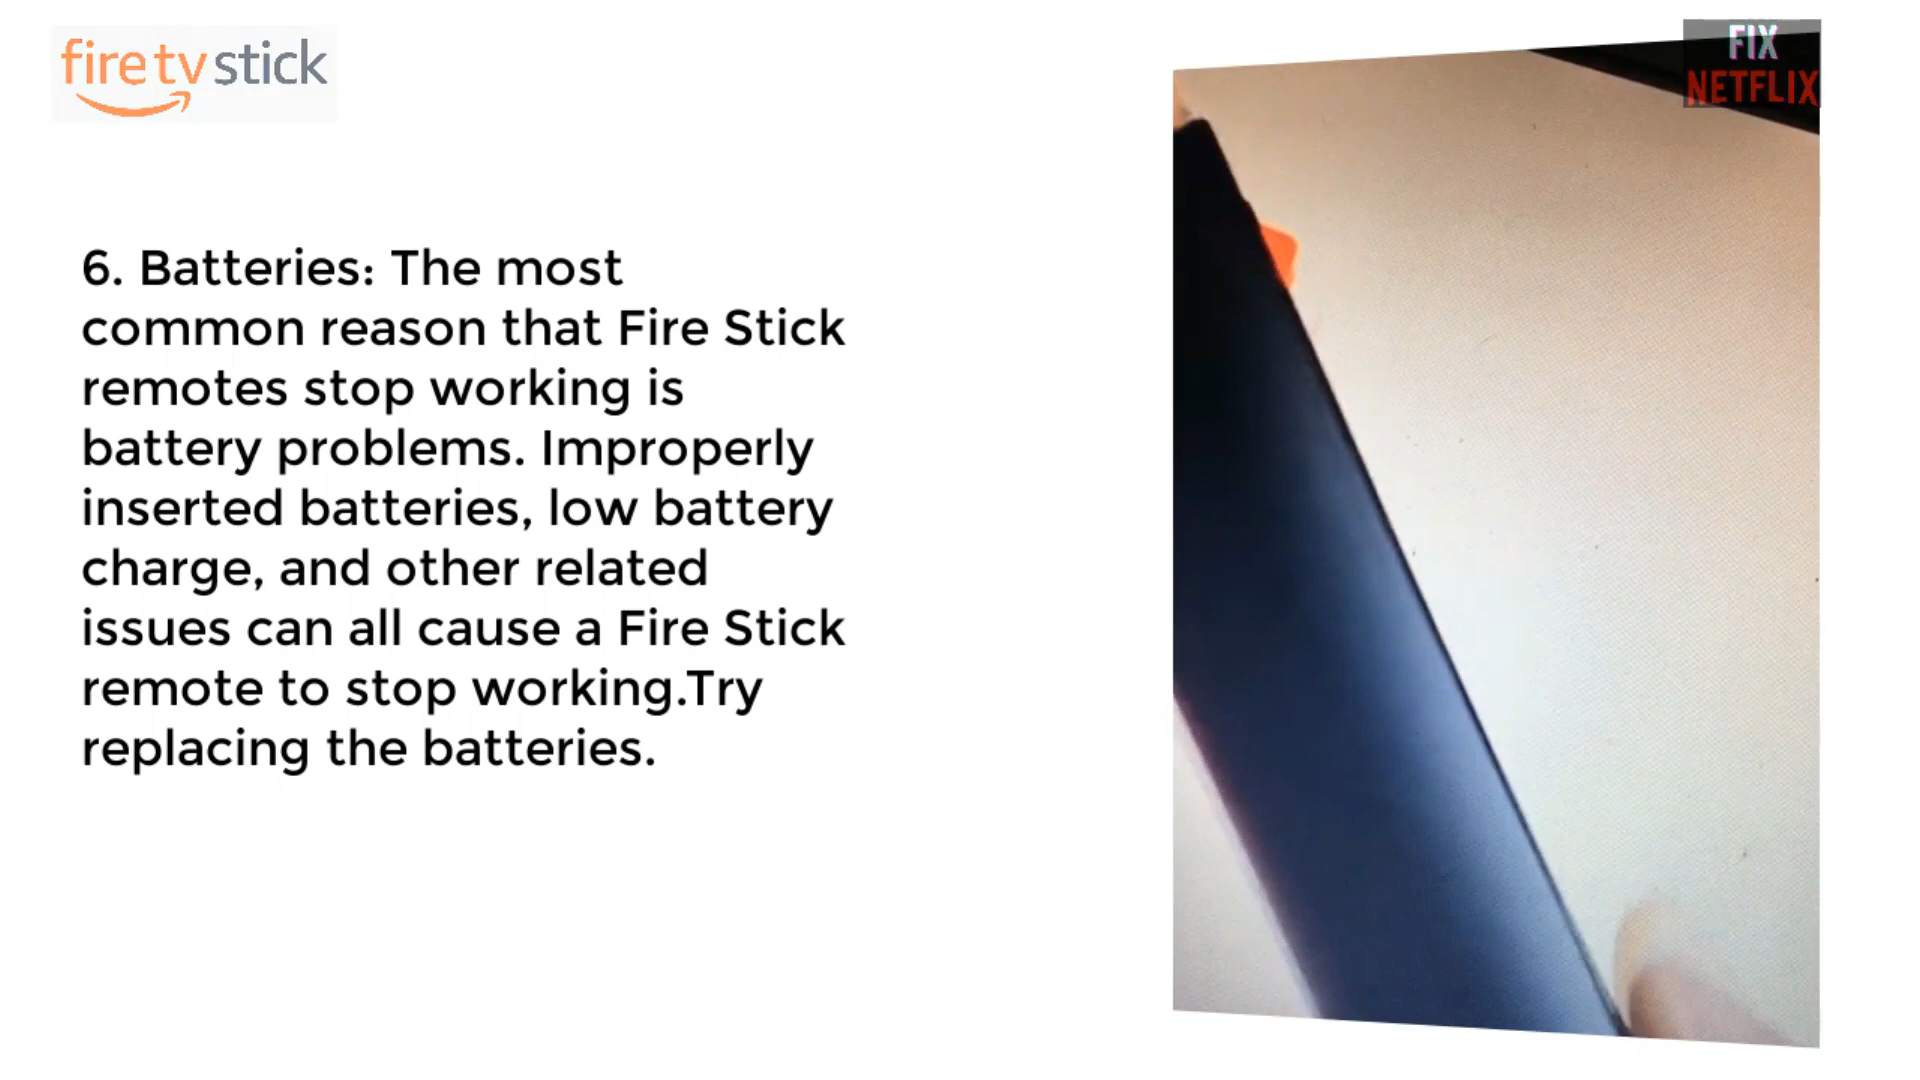 fire tv stick
FIX
NETFLIX
6. Batteries: The most
common reason that Fire Stick
remotes stop working is
battery problems. Improperly
inserted batteries, low battery
charge, and other related
issues can all cause a Fire Stick
remote to stop working.Try
replacing the batteries.